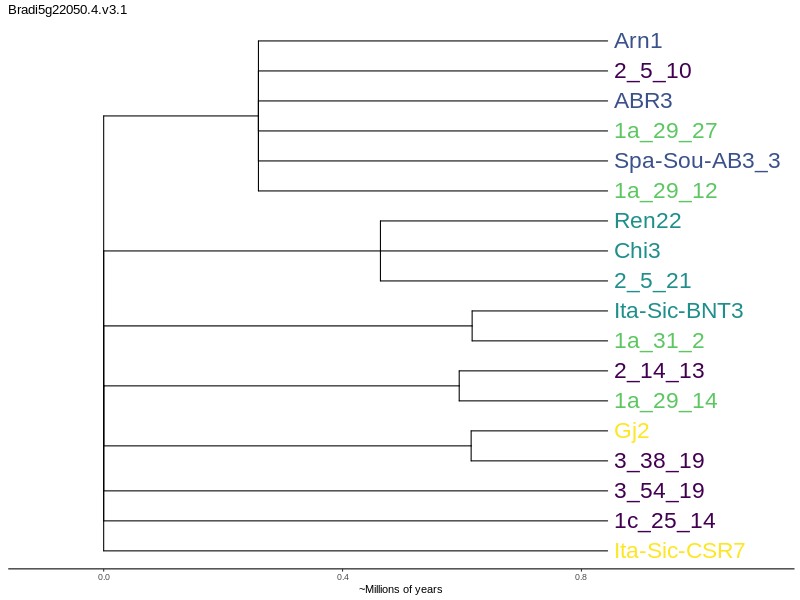 Bradi5g22050.4.v3.1
Arn1
2_5_10
ABR3
1a_29_27
Spa-Sou-AB3_3
1a_29_12
Ren22
Chi3
2_5_21
Ita-Sic-BNT3
1a_31_2
2_14_13
1a_29_14
Gj2
3_38_19
3_54_19
1c_25_14
Ita-Sic-CSR7
0.0 0.4 0.8
~Millions of years